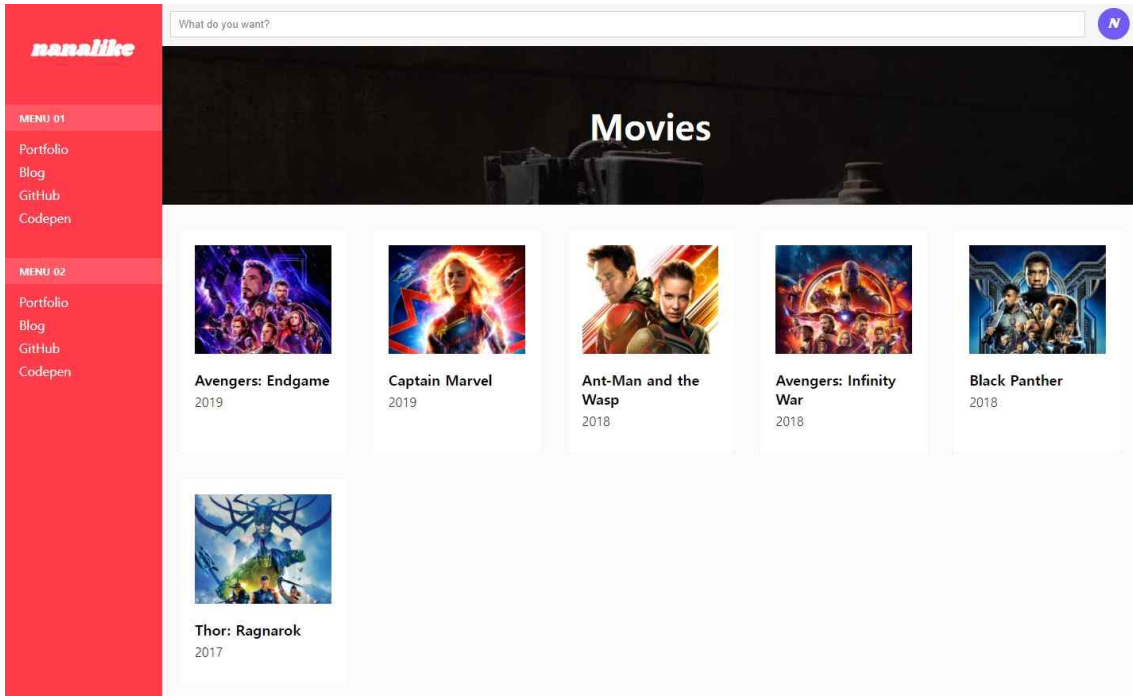 nanalike
What do you want?
N
MENU 01
Portfolio
Blog
GitHub
Codepen
MENU 02
Portfolio
Blog
GitHub
Codepen
Movies
Avengers: Endgame
2019
Captain Marvel
2019
Ant-Man and the
Wasp
2018
Avengers: Infinity
War
2018
Black Panther
2018
Thor: Ragnarok
2017